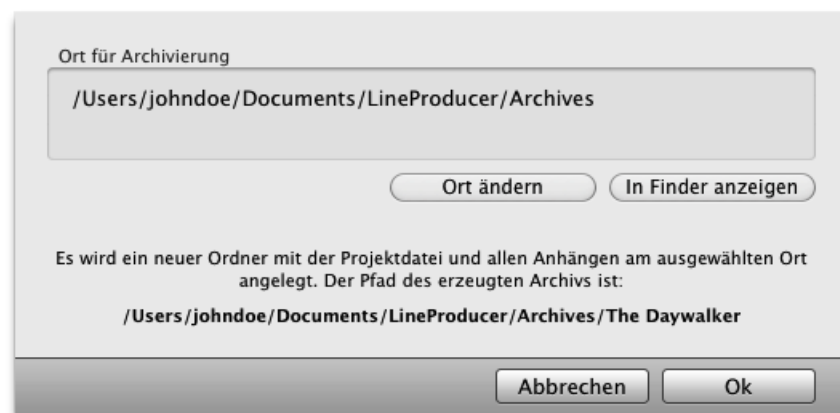 Ort für Archivierung
/Users/johndoe/Documents/LineProducer/Archives
Ort ändern
In Finder anzeigen
Es wird ein neuer Ordner mit der Projektdatei und allen Anhängen am ausgewählten Ort
angelegt. Der Pfad des erzeugten Archivs ist:
/Users/johndoe/Documents/LineProducer/Archives/The Daywalker
Abbrechen
Ok